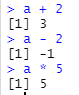 > a + 2
[1] 3
> a - 2
[1] -1
> a * 5
[1] 5